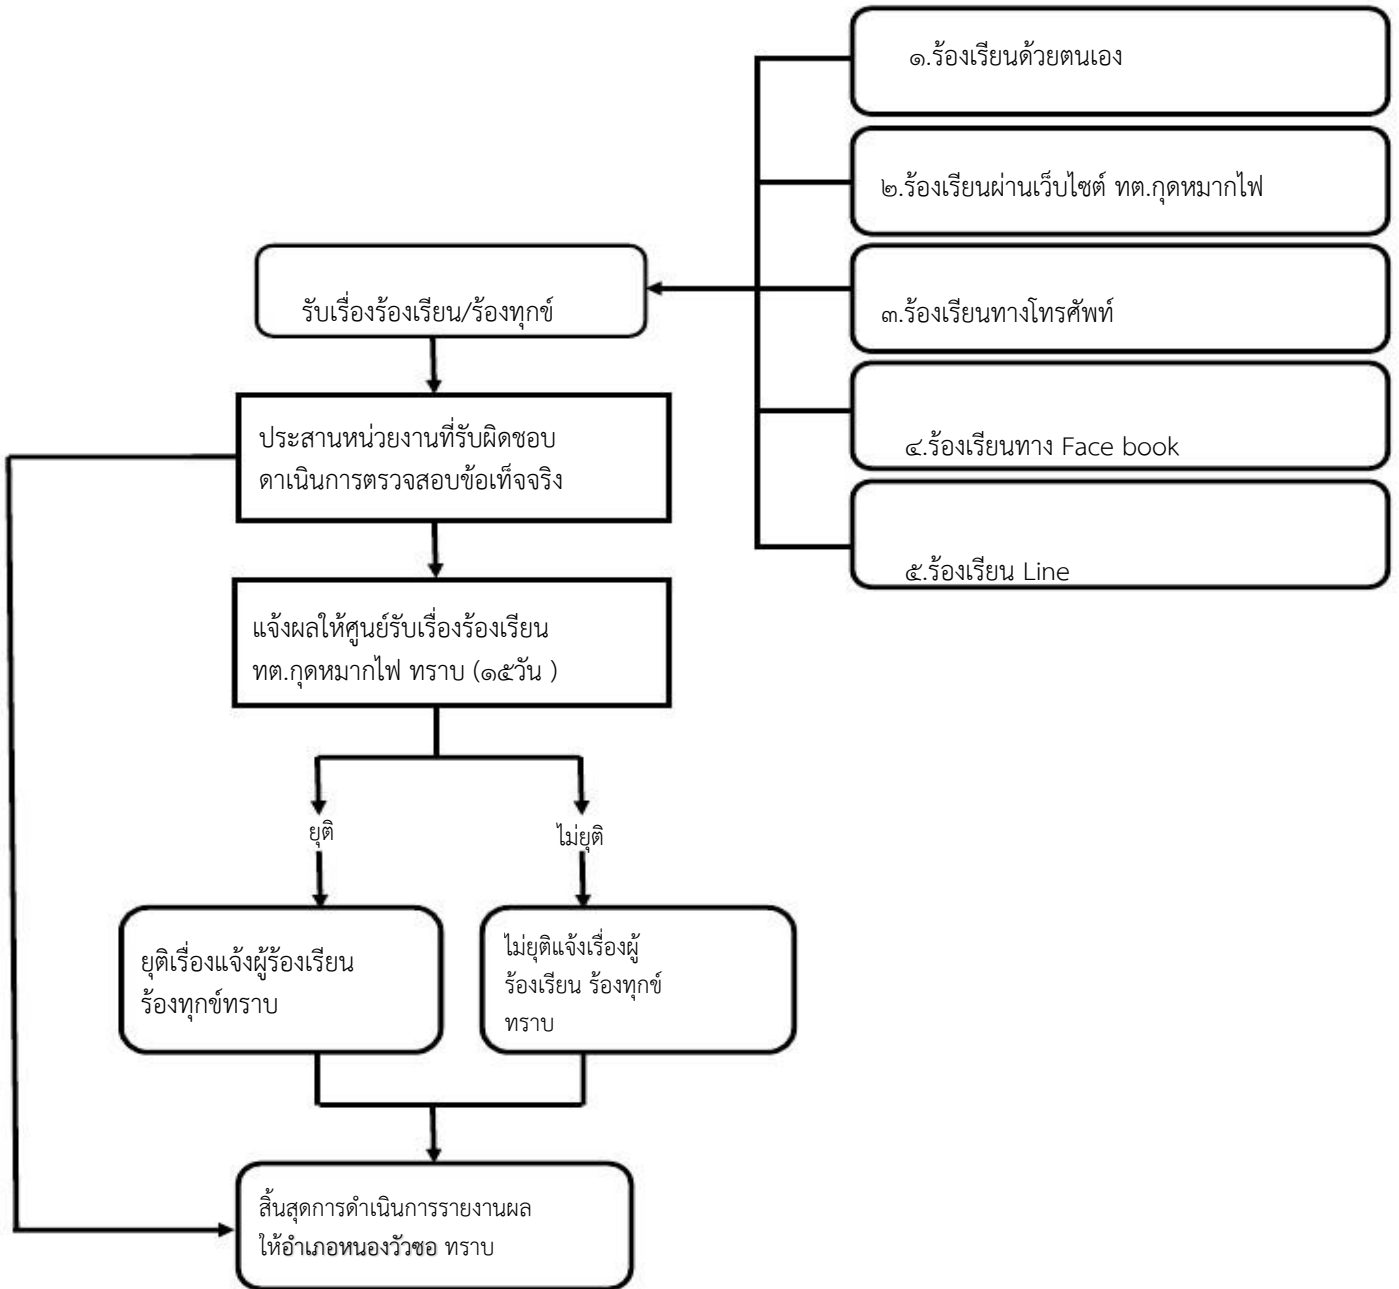 ๑.ร้องเรียนด้วยตนเอง
๒.ร้องเรียนผ่านเว็บไซต์ ทต.กุดหมากไฟ
รับเรื่องร้องเรียน/ร้องทุกข์
๓.ร้องเรียนทางโทรศัพท์
๔.ร้องเรียนทาง Face book
๕.ร้องเรียน Line
ประสานหน่วยงานที่รับผิดชอบ
ดาเนินการตรวจสอบข้อเท็จจริง
แจ้งผลให้ศูนย์รับเรื่องร้องเรียน
ทต.กุดหมากไฟ ทราบ (๑๕วัน )
ยุติ
ไม่ยุติ
ยุติเรื่องแจ้งผู้ร้องเรียน
ร้องทุกข์ทราบ
ไม่ยุติแจ้งเรื่องผู้
ร้องเรียน ร้องทุกข์
ทราบ
สิ้นสุดการดำเนินการรายงานผล
ให้อำเภอหนองวัวซอ ทราบ